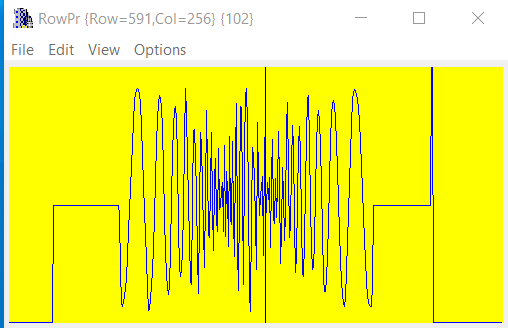 RowPr {Row=591,Col=256} {102}
File Edit View Options